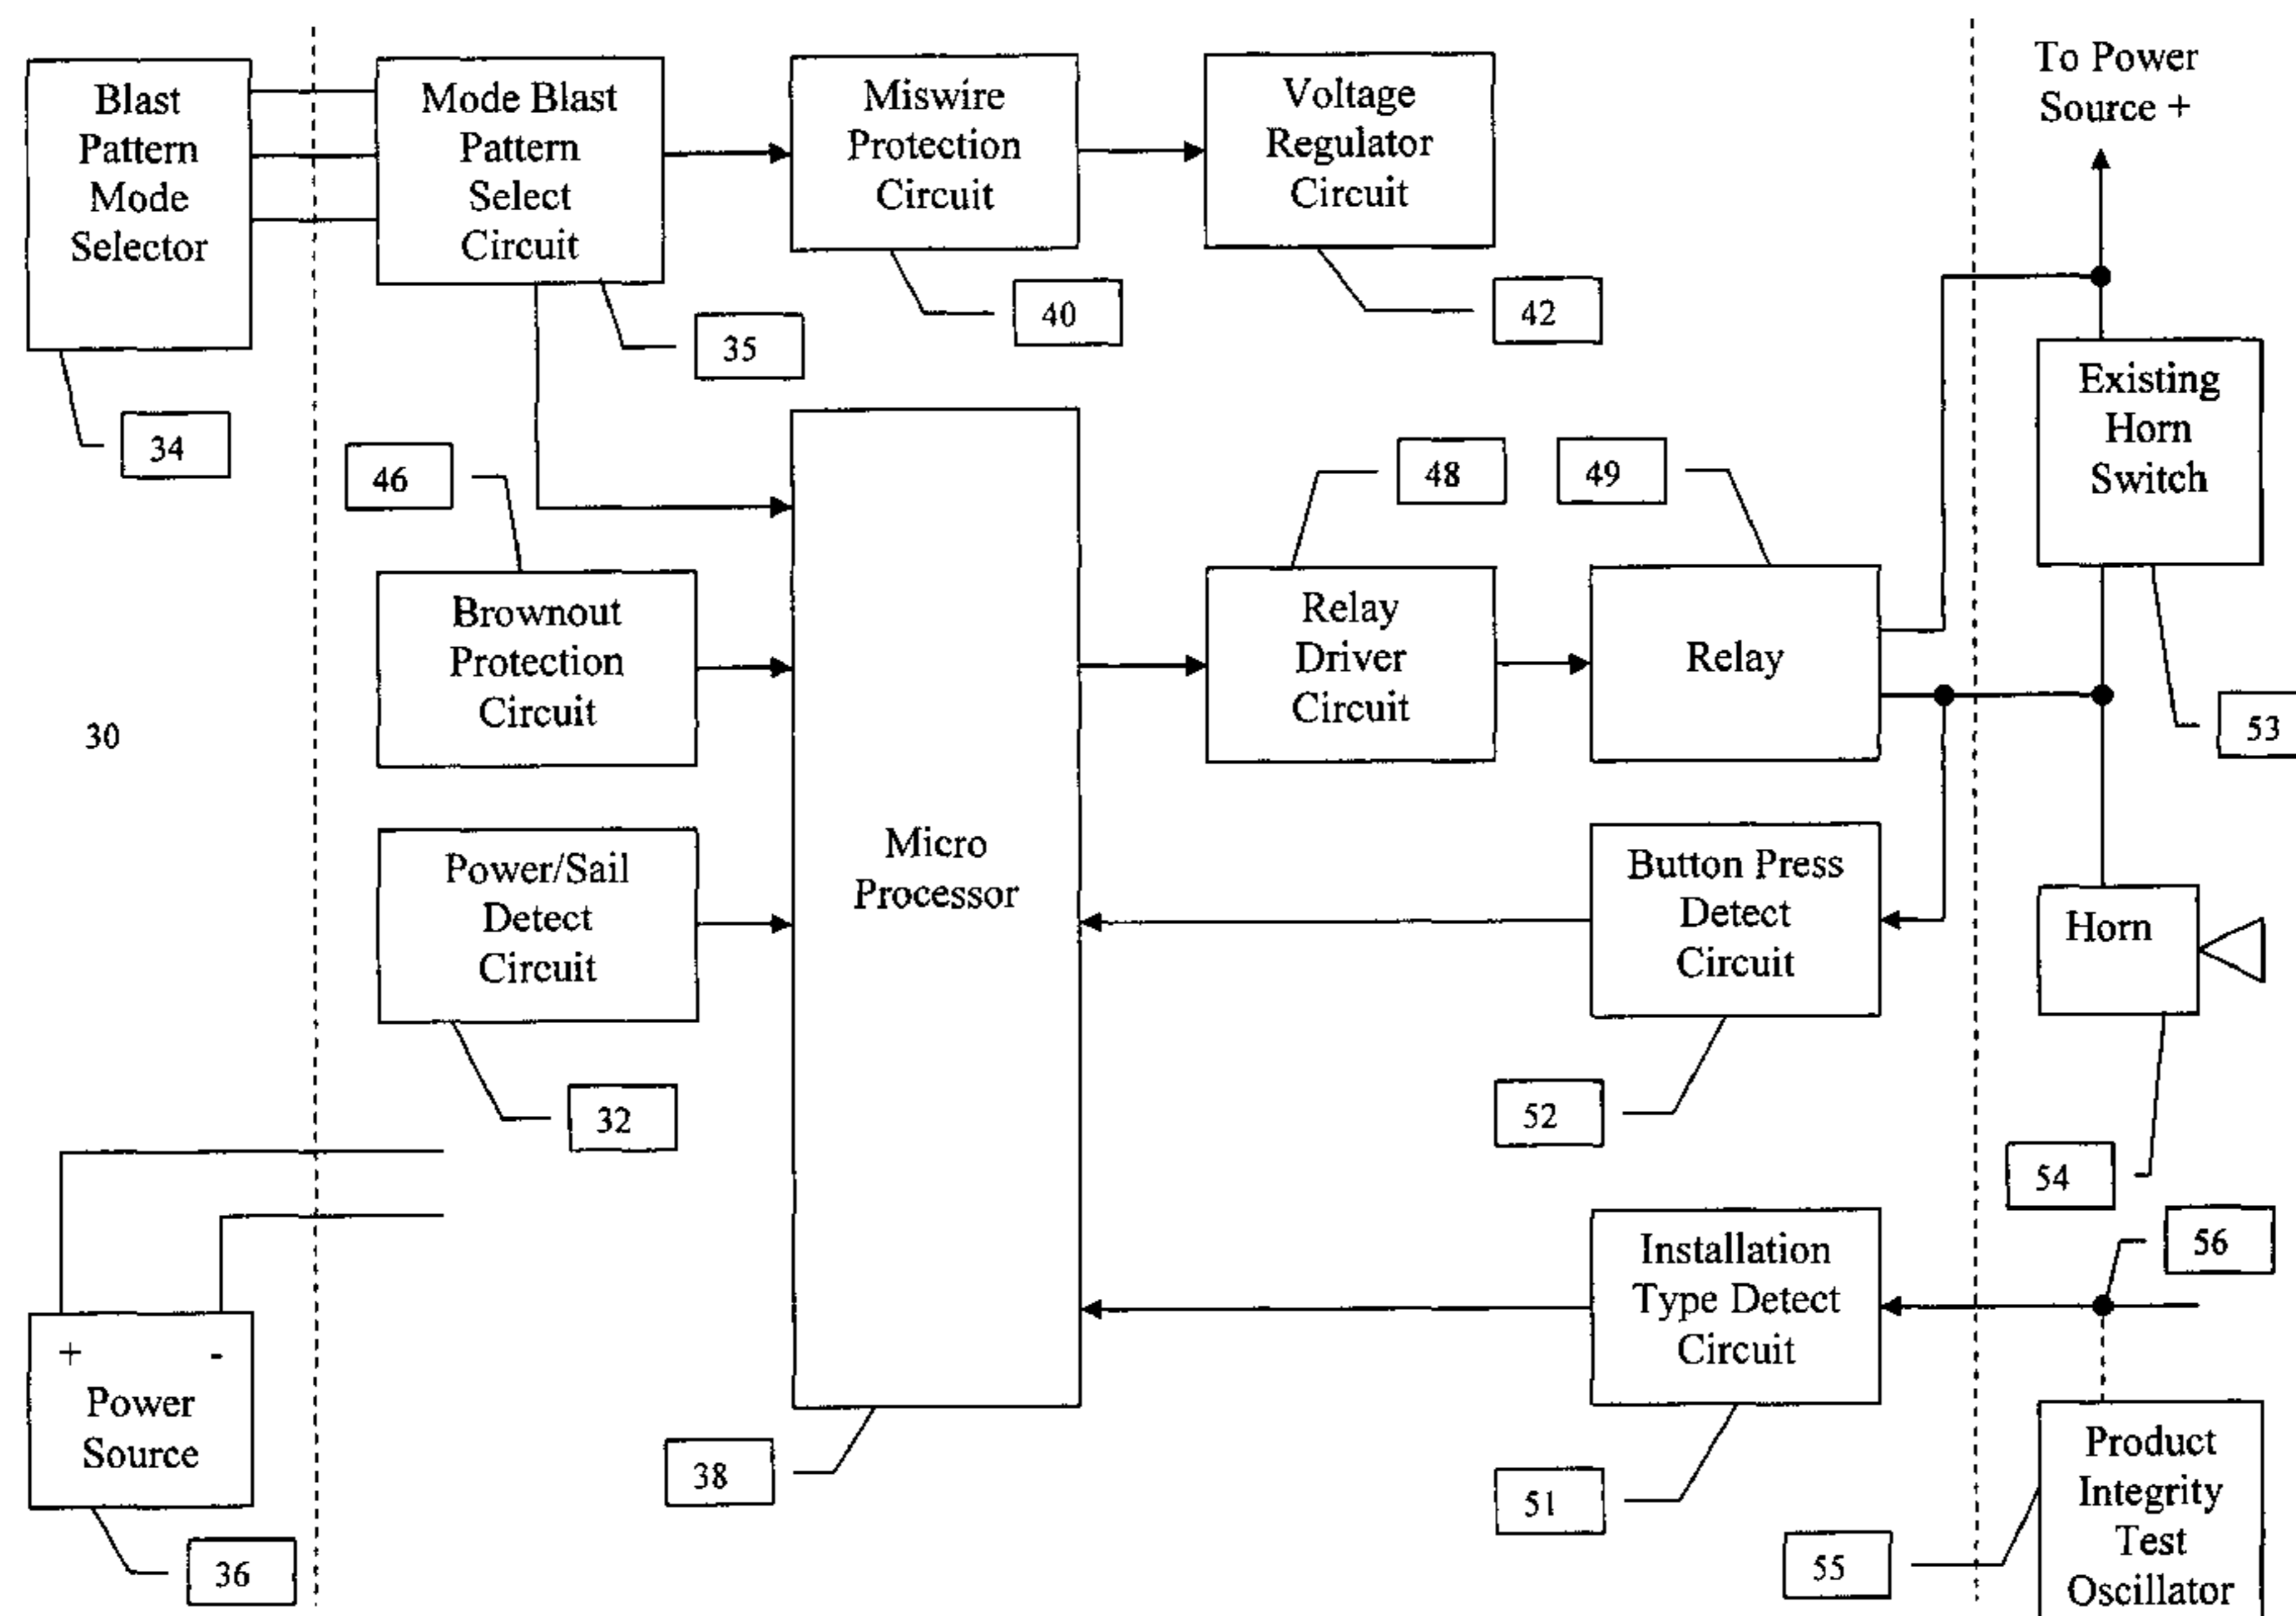 Blast
Pattern
Mode
Selector
34
Mode Blast
Pattern
Select
Circuit
35
Miswire
Protection
Circuit
40
Voltage
Regulator
Circuit
42
To Power
Source +
Existing
Horn
Switch
53
46
Brownout
Protection
Circuit
30
Power/Sail
Detect
Circuit
32
Micro
Processor
38
48
Relay
Driver
Circuit
49
Relay
Button Press
Detect
Circuit
52
Horn
54
56
Installation
Type Detect
Circuit
51
+ -
Power
Source
36
Product
Integrity
Test
Oscillator
55